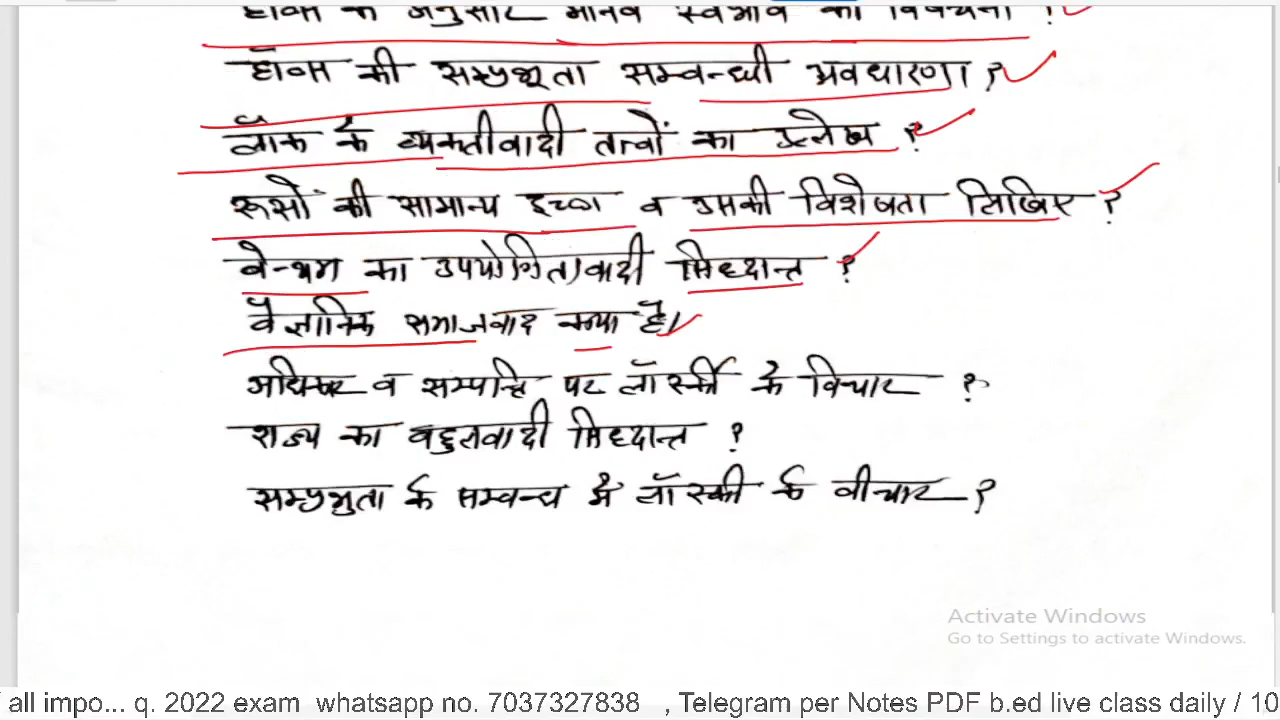 हॉब्स के अनुसार मानव स्वभाव की विवेचना ?
हॉब्स की सम्प्रभूता सम्बन्धी अवधारणा ?
लॉक के व्यक्तीवादी तत्वों का उल्लेख ?
रूसों की सामान्य इच्छा व उसकी विशेषता लिखिए ?
बेन्थम का उपयोगितावादी सिध्दान्त ?
वैज्ञानिक समाजवाद क्या है।
अधिकार व सम्पत्ति पर लॉस्की के विचार ?
राज्य का बहुलवादी सिध्दान्त ?
सम्प्रभुता के सम्बन्ध में लॉस्की के वीचार ?
Activate Windows
Go to Settings to activate Windows.
all impo... q. 2022 exam whatsapp no. 7037327838 , Telegram per Notes PDF b.ed live class daily / 10